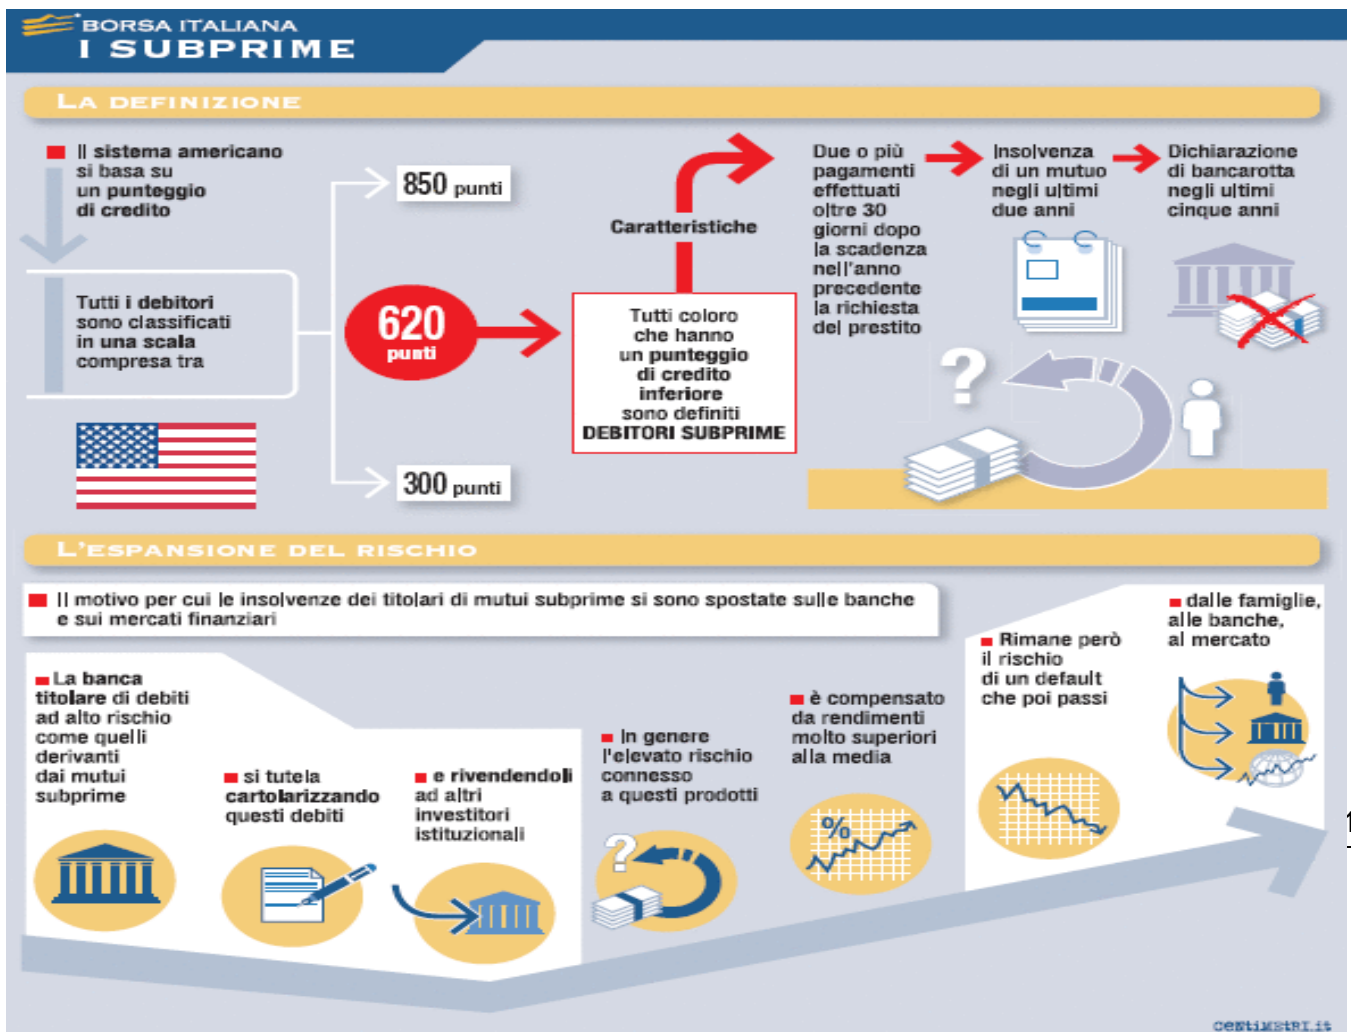 BORSA ITALIANA
I SUBPRIME
LA DEFINIZIONE
Il sistema americano
si basa su
un punteggio
di credito
Tutti i debitori
sono classificati
in una scala
compresa tra
850 punti
620
punti
300 punti
Tutti coloro
che hanno
un punteggio
di credito
inferiore
sono definiti
DEBITORI SUBPRIME
Caratteristiche
Due o più
pagamenti
effettuati
oltre 30
giorni dopo
la scadenza
nell'anno
precedente
la richiesta
del prestito
Insolvenza
di un mutuo
negli ultimi
due anni
Dichiarazione
di bancarotta
negli ultimi
cinque anni
?
L'ESPANSIONE DEL RISCHIO
Il motivo per cui le insolvenze dei titolari di mutui subprime si sono spostate sulle banche
e sui mercati finanziari
La banca
titolare di debiti
ad alto rischio
come quelli
derivanti
dai mutui
subprime
si tutela
cartolarizzando
questi debiti
e rivendendoli
ad altri
investitori
istituzionali
In genere
l'elevato rischio
connesso
a questi prodotti
?
è compensato
da rendimenti
molto superiori
alla media
%
Rimane però
il rischio
di un default
che poi passi
dalle famiglie,
alle banche,
al mercato
CENTIMETRI.it